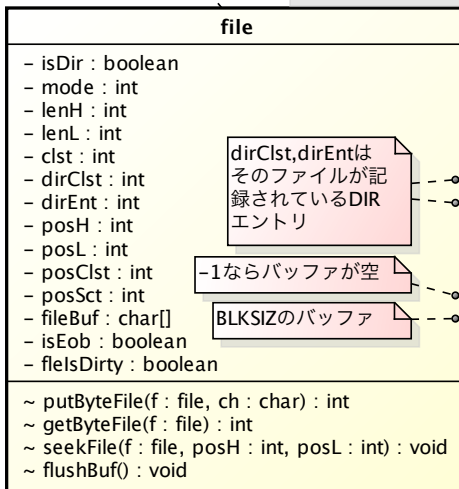 file
- isDir : boolean
- mode : int
- lenH : int
- lenL : int
- clst : int
- dirClst : int
- dirEnt : int
- posH : int
- posL : int
- posClst : int
- posSct : int
- fileBuf : char[]
- isEob : boolean
- fleIsDirty : boolean
dirClst,dirEntは
そのファイルが記
録されているDIR
エントリ
-1ならバッファが空
BLKSIZのバッファ
~ putByteFile(f : file, ch : char) : int
~ getByteFile(f : file) : int
~ seekFile(f : file, posH : int, posL : int) : void
~ flushBuf() : void